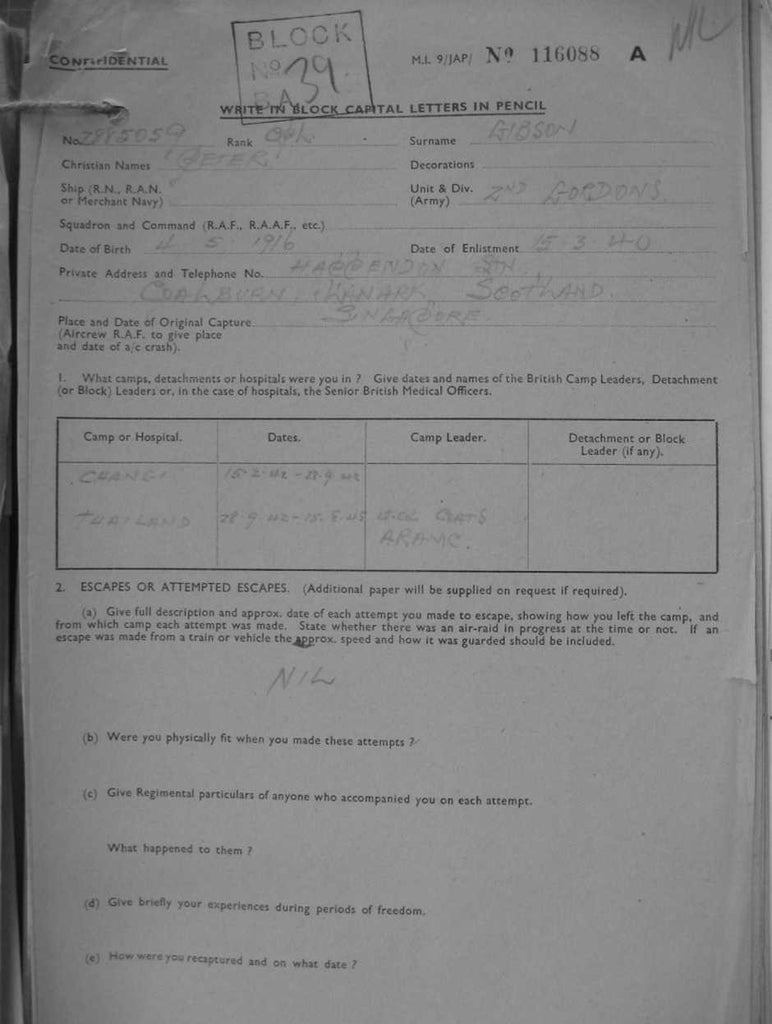 CONFIDENTIAL
BLOCK
No 29.
M.I. 9/JAP/ No 116088 A
WRITE IN BLOCK CAPITAL LETTERS IN PENCIL
No. 2885059 Rank Surname GIBSON
Christian Names PETER Decorations
Ship (R.N., R.A.N. or Merchant Navy) Unit & Div. (Army) 2ND GORDONS.
Squadron and Command (R.A.F., R.A.A.F., etc.)
Date of Birth 4 5 1916 Date of Enlistment 15 3 40
Private Address and Telephone No. HAPPENDON STN,
COALBURN, LANARK, SCOTLAND.
Place and Date of Original Capture SINGAPORE.
(Aircrew R.A.F. to give place
and date of a/c crash).
1. What camps, detachments or hospitals were you in ? Give dates and names of the British Camp Leaders, Detachment
(or Block) Leaders or, in the case of hospitals, the Senior British Medical Officers.
Camp or Hospital. Dates. Camp Leader. Detachment or Block
Leader (if any).
CHANGI 15·2·42 - 28·9 42
THAILAND 28·9 42 - 15·8·45 LT-COL COATS
ARAMC.
2. ESCAPES OR ATTEMPTED ESCAPES. (Additional paper will be supplied on request if required).
(a) Give full description and approx. date of each attempt you made to escape, showing how you left the camp, and
from which camp each attempt was made. State whether there was an air-raid in progress at the time or not. If an
escape was made from a train or vehicle the approx. speed and how it was guarded should be included.
NIL
(b) Were you physically fit when you made these attempts ?
(c) Give Regimental particulars of anyone who accompanied you on each attempt.
What happened to them ?
(d) Give briefly your experiences during periods of freedom.
(e) How were you recaptured and on what date ?